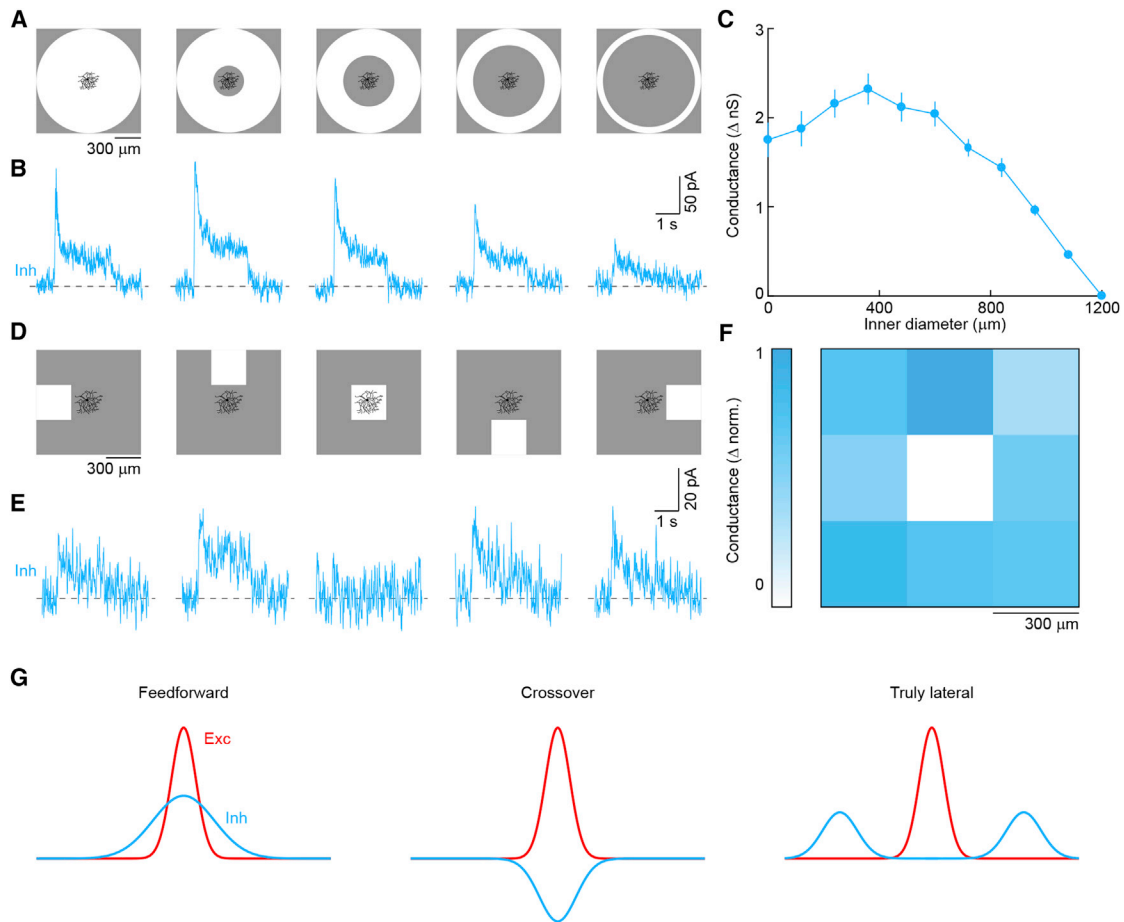 A
300 μm
B
50 pA
1 s
Inh
C
3
2
1
0
Conductance (Δ nS)
0
400
800
1200
Inner diameter (μm)
D
300 μm
E
20 pA
1 s
Inh
F
1
0
Conductance (Δ norm.)
300 μm
G
Feedforward
Exc
Inh
Crossover
Truly lateral